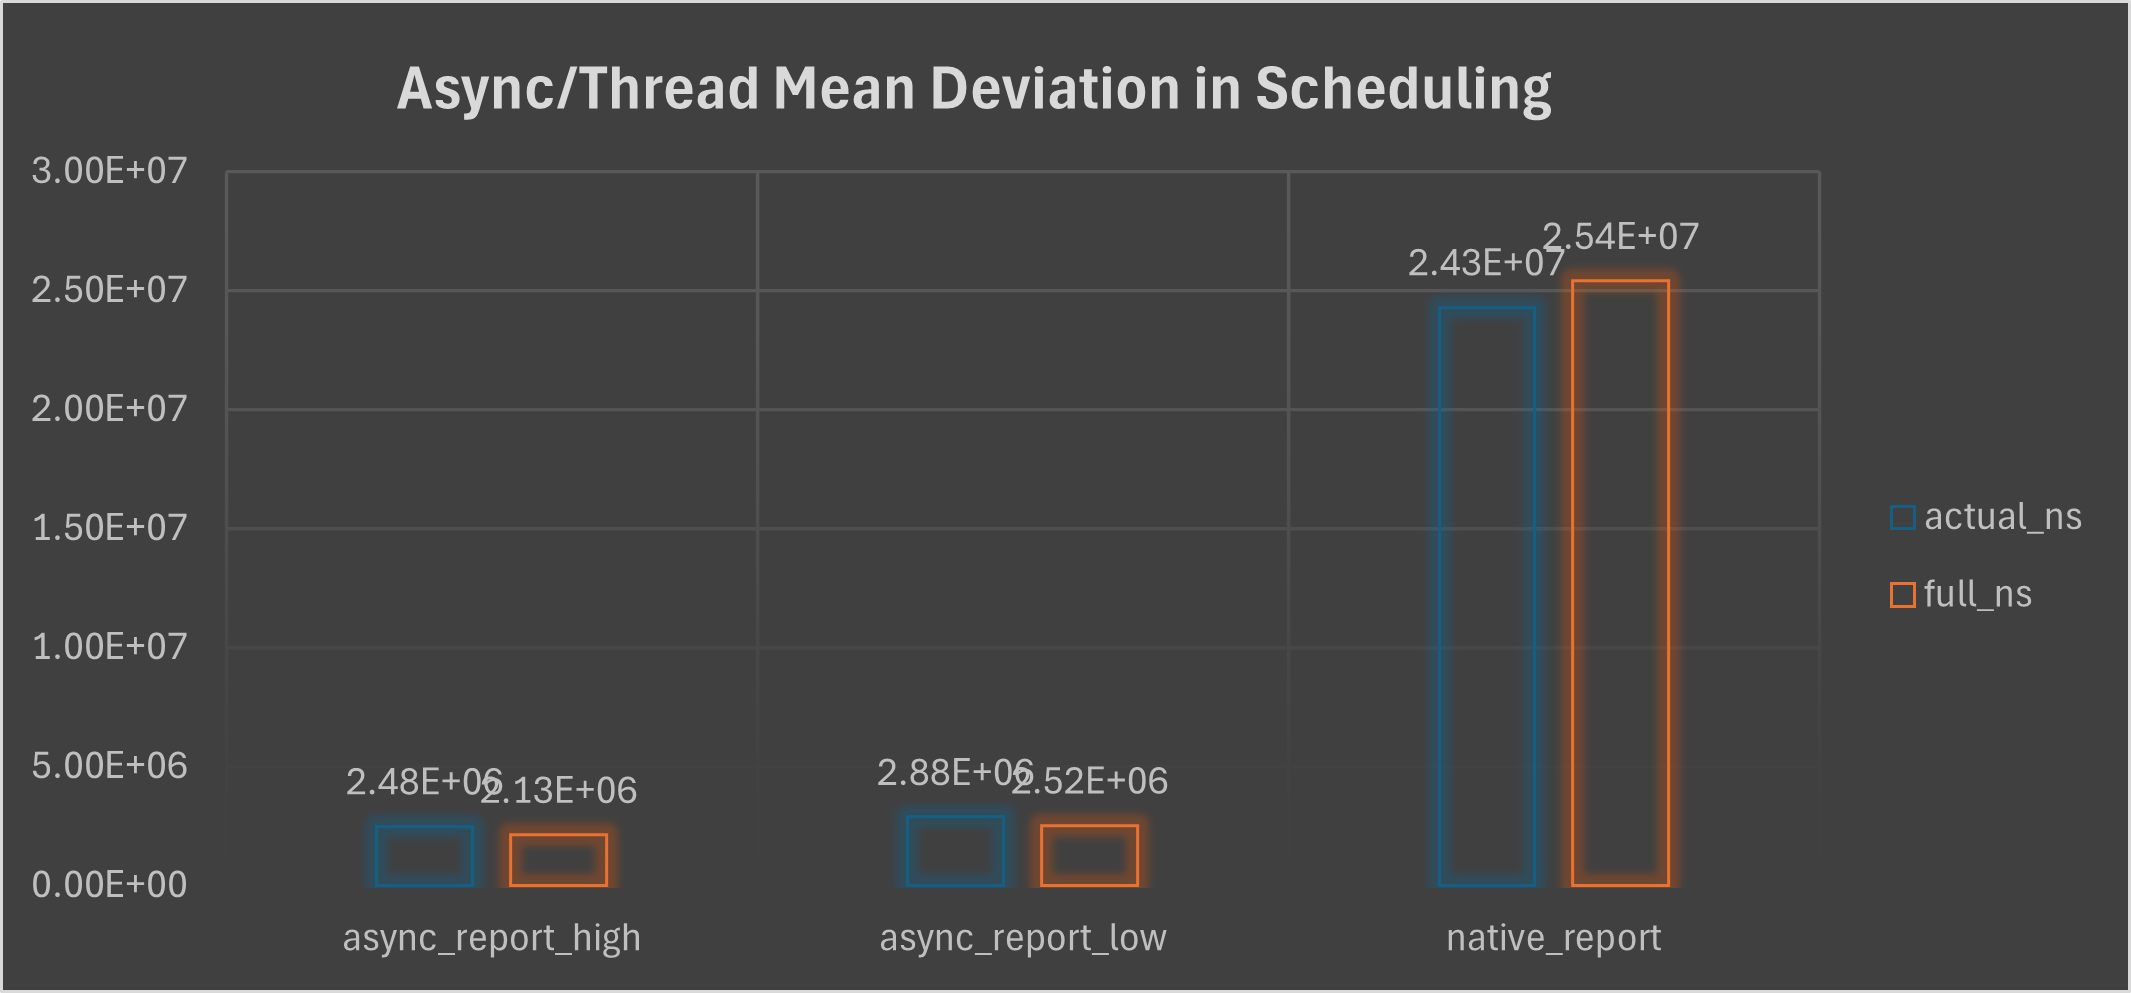 Async/Thread Mean Deviation in Scheduling
3.00E+07
2.50E+07
2.00E+07
1.50E+07
1.00E+07
5.00E+06
0.00E+00
2.48E+06
2.13E+06
2.88E+06
2.52E+06
2.43E+07
2.54E+07
async_report_high
async_report_low
native_report
actual_ns
full_ns